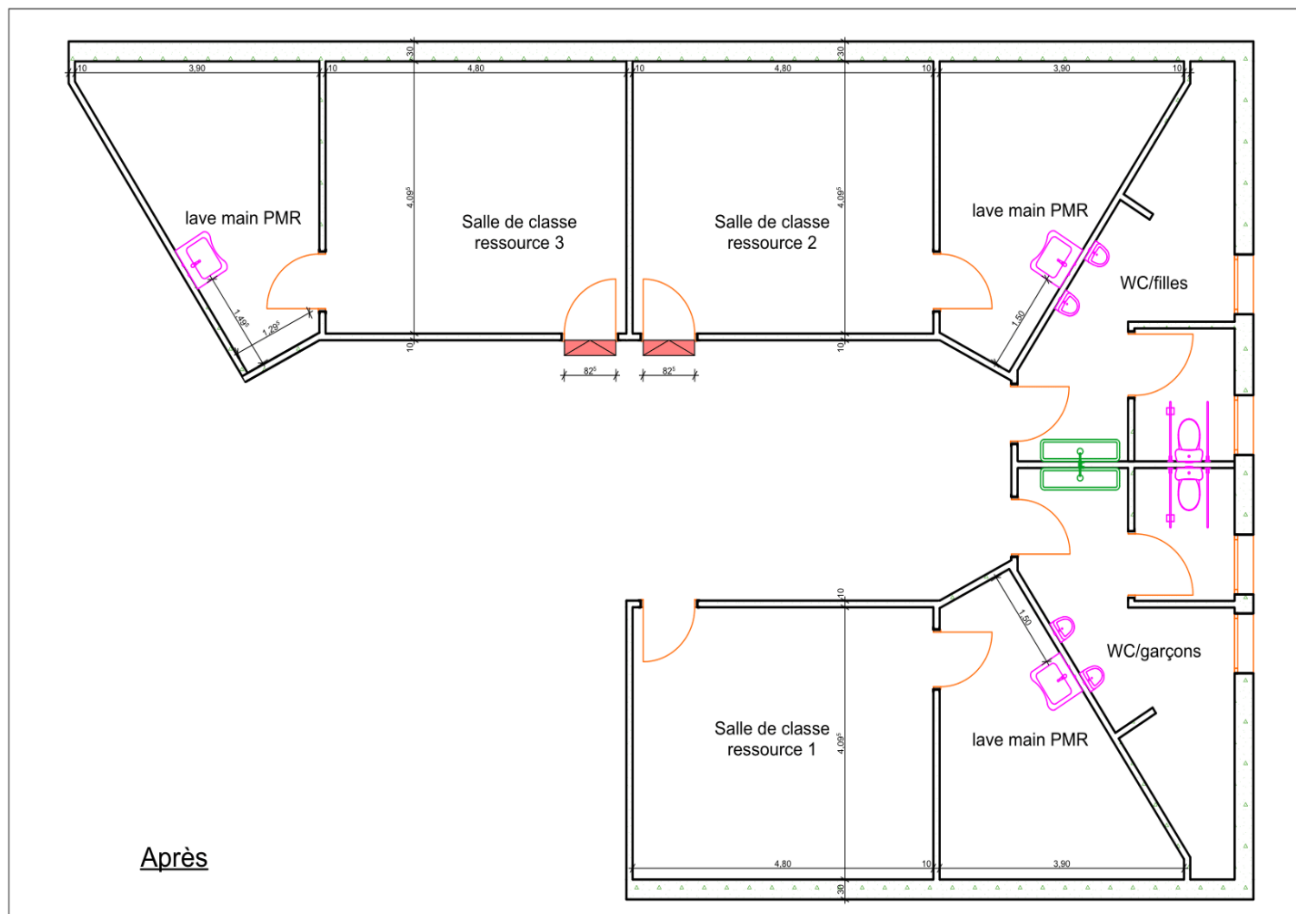 30
30
10
3,90
10
4,80
10
4,80
10
3,90
10
4,09⁵
4,09⁵
lave main PMR
Salle de classe
ressource 3
Salle de classe
ressource 2
lave main PMR
WC/filles
1,49⁵
1,29⁵
1,50
10
10
82⁵
82⁵
10
1,50
WC/garçons
Salle de classe
ressource 1
4,09⁵
lave main PMR
Après
4,80
10
3,90
30